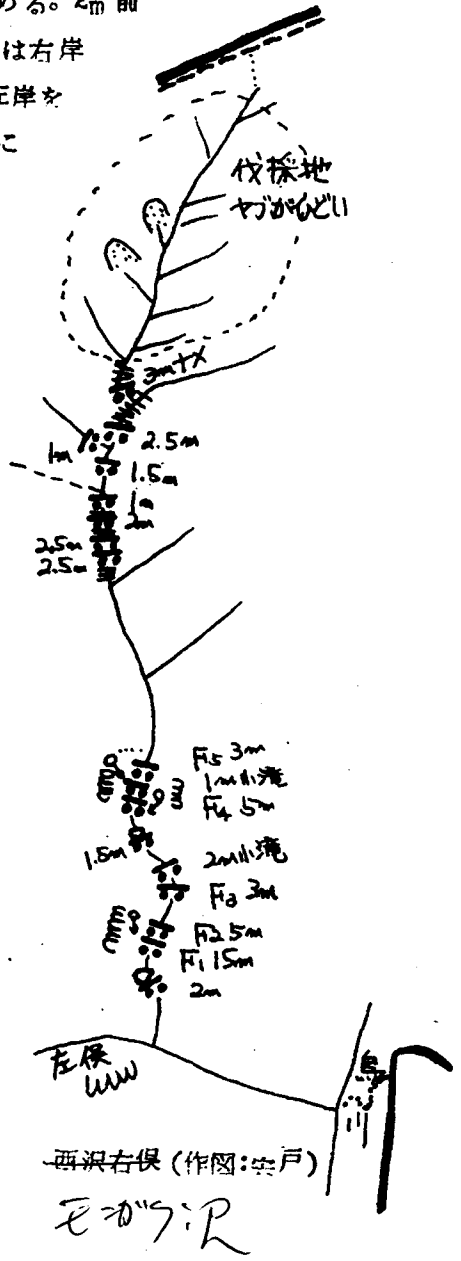 める。2m前
は右岸
左岸を
に
伐採地
ヤブがひどい
3m+X
2.5m
1m
1.5m
1m
2m
2.5m
2.5m
F5 3m
1m小滝
F4 5m
1.5m
2m小滝
F3 3m
F2 5m
F1 15m
2m
左俣
西沢右俣 (作図:宍戸)
モガラ沢